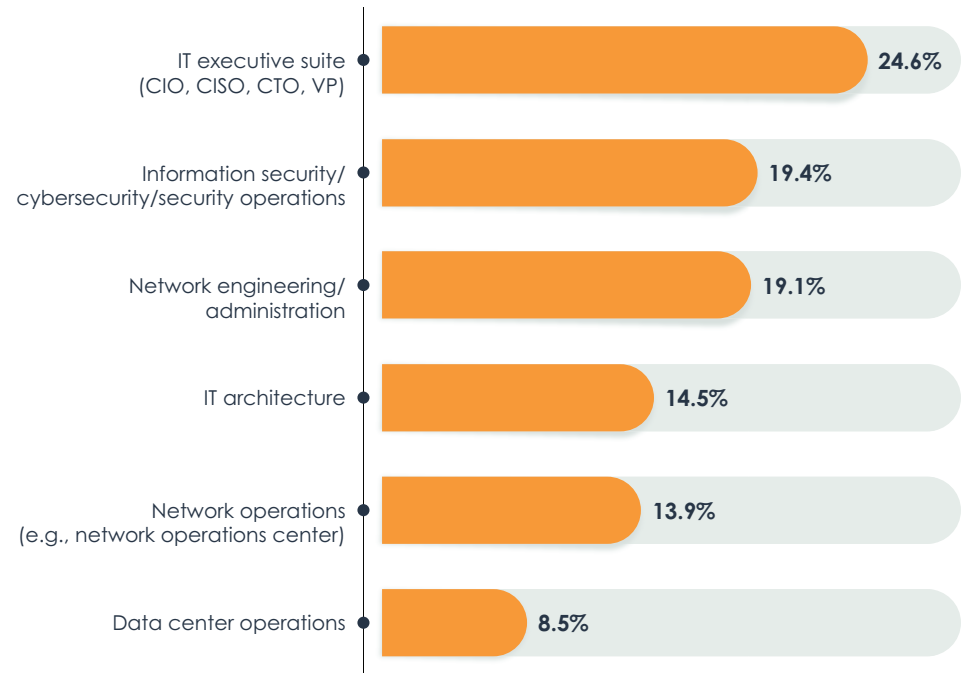 IT executive suite
(CIO, CISO, CTO, VP)
24.6%
Information security/
cybersecurity/security operations
19.4%
Network engineering/
administration
19.1%
IT architecture
14.5%
Network operations
(e.g., network operations center)
13.9%
Data center operations
8.5%